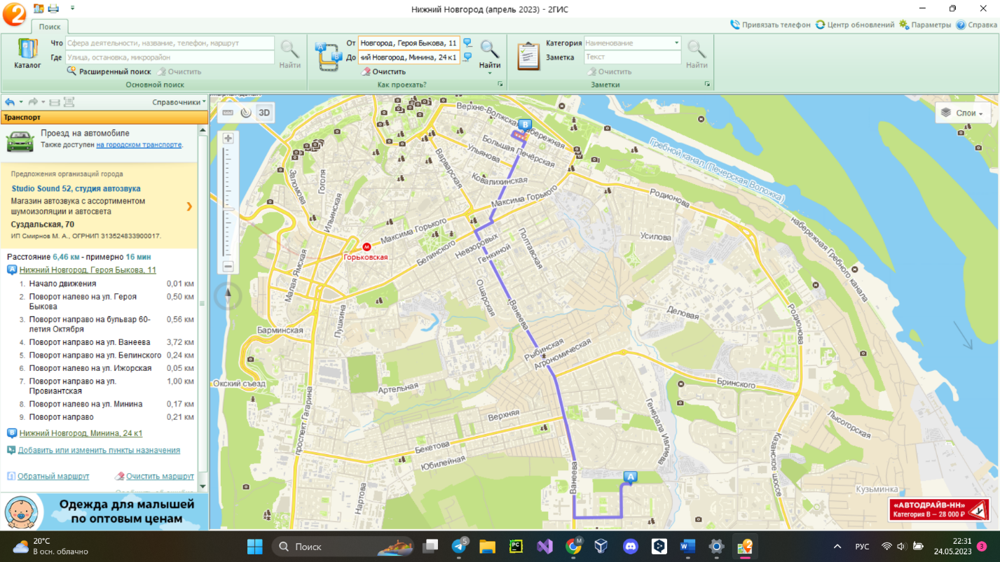 Нижний Новгород (апрель 2023) - 2ГИС
Поиск
Привязать телефон
Центр обновлений
Параметры
Справка
Каталог
Что
Сфера деятельности, название, телефон, маршрут
Где
Улица, остановка, микрорайон
Найти
Расширенный поиск
Очистить
Основной поиск
От
Новгород, Героя Быкова, 11
До
ий Новгород, Минина, 24 к1
Найти
Очистить
Как проехать?
Категория
Наименование
Заметка
Текст
Найти
Очистить
Заметки
Справочники
Транспорт
Проезд на автомобиле
Также доступен на городском транспорте.
Предложения организаций города
Studio Sound 52, студия автозвука
Магазин автозвука с ассортиментом
шумоизоляции и автосвета
Суздальская, 70
ИП Смирнов М. А., ОГРНИП 313524833900017.
Расстояние 6,46 км - примерно 16 мин
A Нижний Новгород, Героя Быкова, 11
1. Начало движения 0,01 км
2. Поворот налево на ул. Героя 0,50 км
Быкова
3. Поворот направо на бульвар 60- 0,56 км
летия Октября
4. Поворот направо на ул. Ванеева 3,72 км
5. Поворот направо на ул. Белинского 0,24 км
6. Поворот налево на ул. Ижорская 0,05 км
7. Поворот направо на ул. 1,00 км
Провиантская
8. Поворот налево на ул. Минина 0,17 км
9. Поворот направо 0,21 км
B Нижний Новгород, Минина, 24 к1
Добавить или изменить пункты назначения
Обратный маршрут
Очистить маршрут
Одежда для малышей
по оптовым ценам
3D
Слои
Верхне-Волжская набережная
B
Большая Печёрская
Ульянова
Варварская
Ковалихинская
Гребной канал (Печерская Воложка)
Заломова
Гоголя
Ильинская
Максима Горького
Родионова
Максима Горького
набережная Гребного канала
Усилова
Полтавская
Невзоровых
Белинского
Генкиной
М
Горьковская
Малая Ямская
Ошарская
Ванеева
Пушкина
Деловая
Родионова
Барминская
Рыбинская
Агрономическая
Окский съезд
Артельная
Бринского
проспект Гагарина
Верхняя
Генерала Ивлиева
Лысогорская
Бекетова
Юбилейная
Казанское шоссе
Ванеева
A
Нартова
Кузьминка
«АВТОДРАЙВ-НН»
Категория В — 28 000 ₽
20°C
В осн. облачно
Поиск
5
PC
M
РУС
22:31
24.05.2023
3